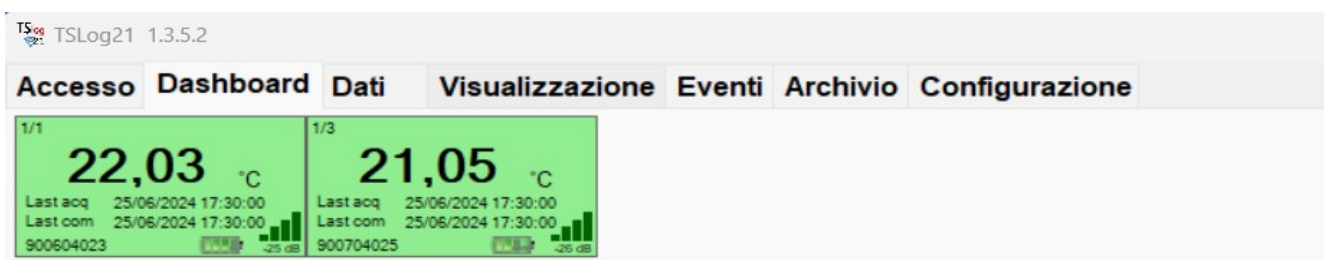 TSlog 21 TSLog21 1.3.5.2
Accesso Dashboard Dati Visualizzazione Eventi Archivio Configurazione
1/1
22,03 °C
Last acq 25/06/2024 17:30:00
Last com 25/06/2024 17:30:00
900604023 -25 dB
1/3
21,05 °C
Last acq 25/06/2024 17:30:00
Last com 25/06/2024 17:30:00
900704025 -26 dB